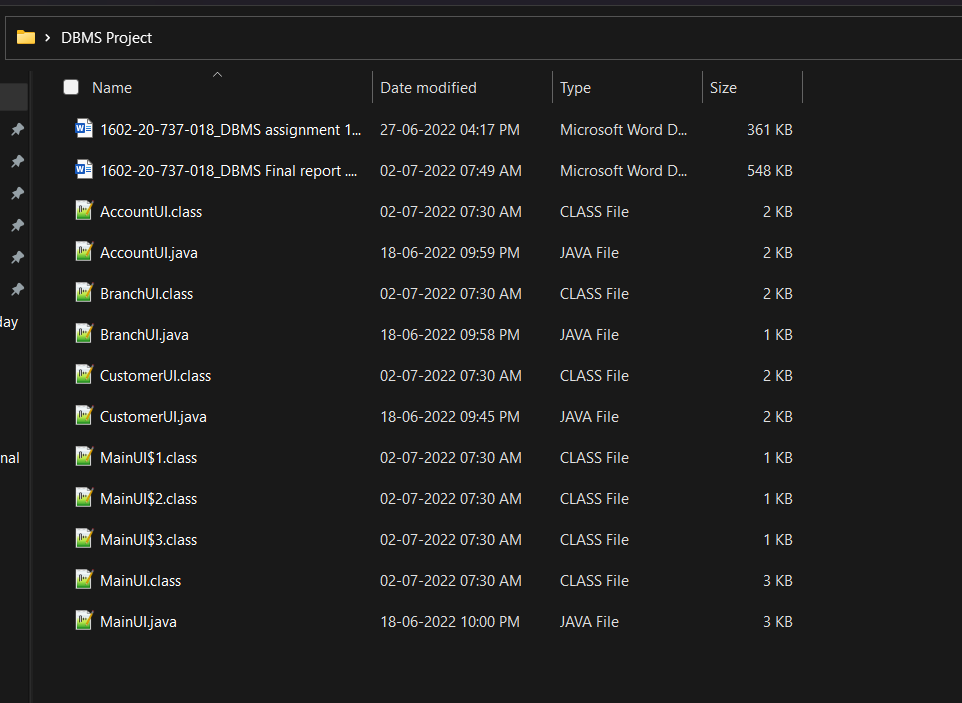 DBMS Project
Name Date modified Type Size
1602-20-737-018_DBMS assignment 1... 27-06-2022 04:17 PM Microsoft Word D... 361 KB
1602-20-737-018_DBMS Final report .... 02-07-2022 07:49 AM Microsoft Word D... 548 KB
AccountUI.class 02-07-2022 07:30 AM CLASS File 2 KB
AccountUI.java 18-06-2022 09:59 PM JAVA File 2 KB
BranchUI.class 02-07-2022 07:30 AM CLASS File 2 KB
lay
BranchUI.java 18-06-2022 09:58 PM JAVA File 1 KB
CustomerUI.class 02-07-2022 07:30 AM CLASS File 2 KB
CustomerUI.java 18-06-2022 09:45 PM JAVA File 2 KB
nal MainUI$1.class 02-07-2022 07:30 AM CLASS File 1 KB
MainUI$2.class 02-07-2022 07:30 AM CLASS File 1 KB
MainUI$3.class 02-07-2022 07:30 AM CLASS File 1 KB
MainUI.class 02-07-2022 07:30 AM CLASS File 3 KB
MainUI.java 18-06-2022 10:00 PM JAVA File 3 KB